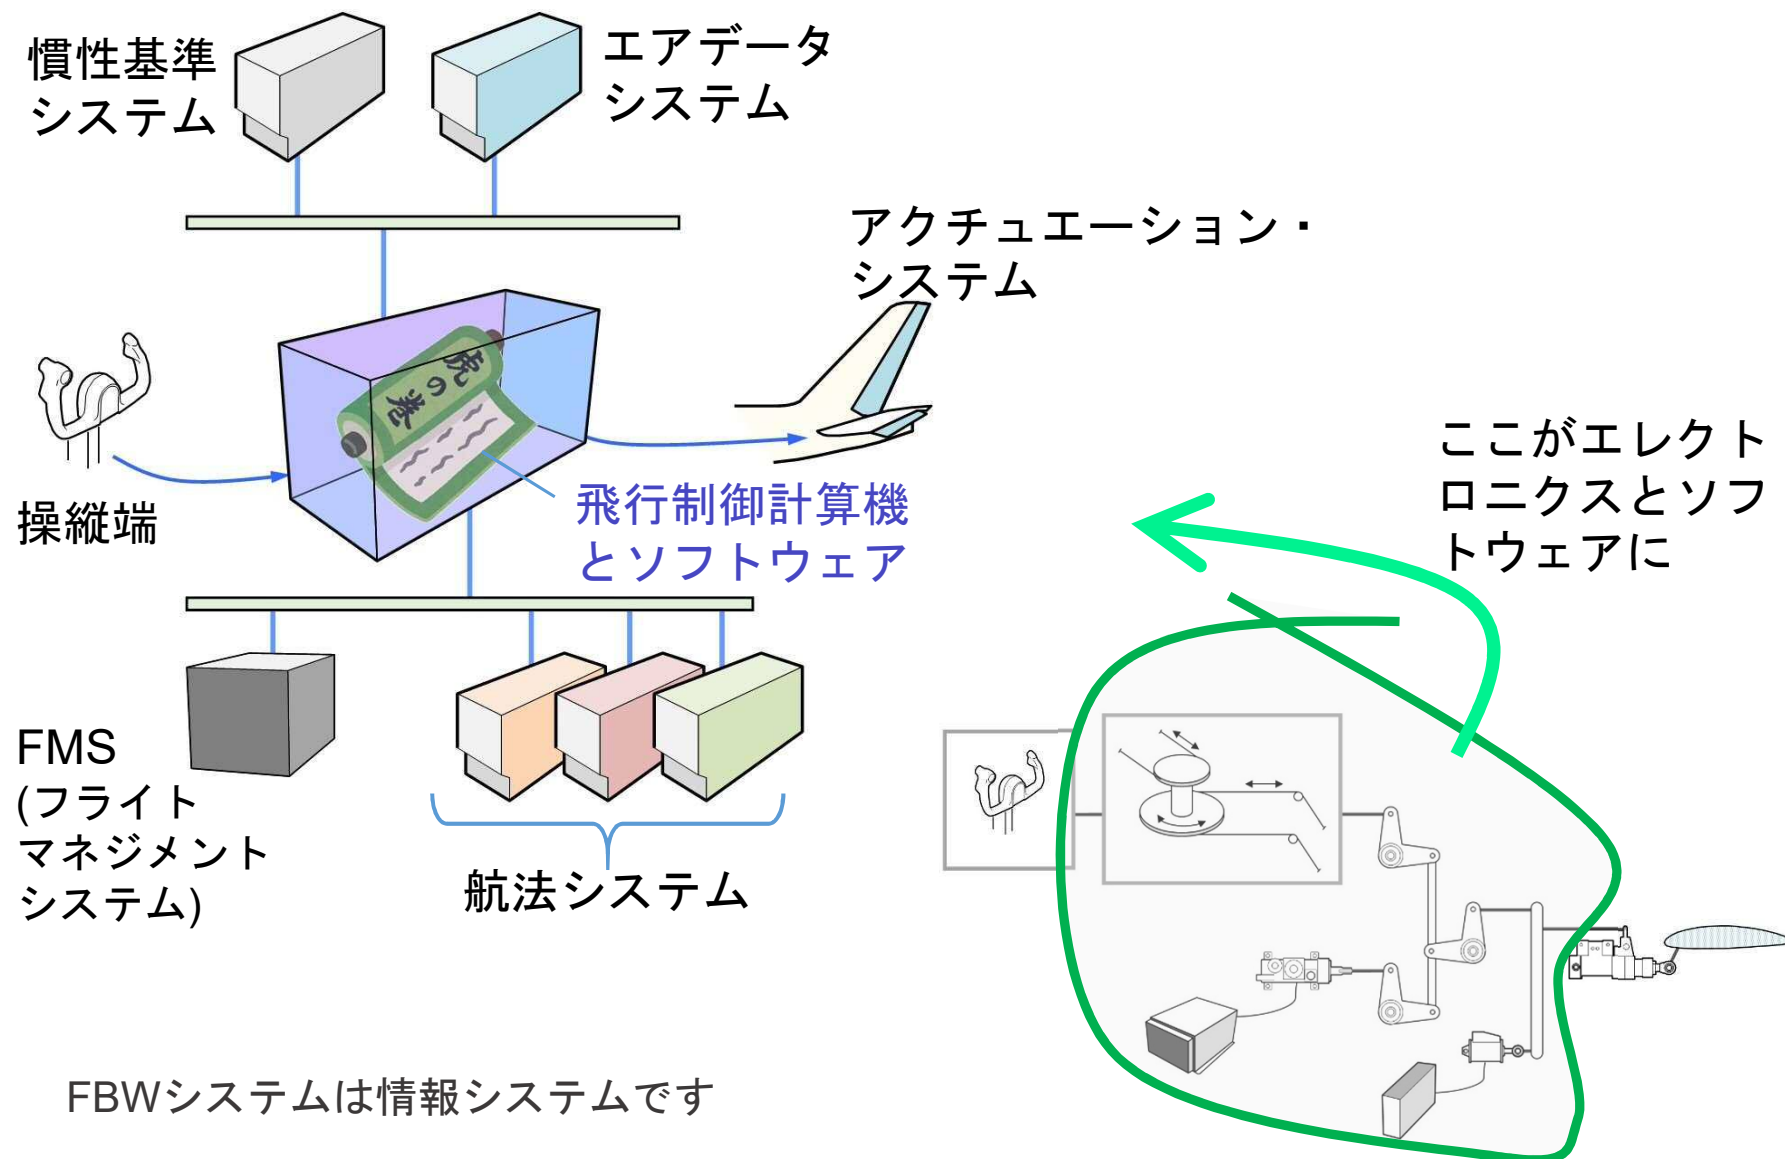 慣性基準
システム
エアデータ
システム
アクチュエーション・
システム
虎の巻
操縦端
飛行制御計算機
とソフトウェア
ここがエレクト
ロニクスとソフ
トウェアに
FMS
(フライト
マネジメント
システム)
航法システム
FBWシステムは情報システムです